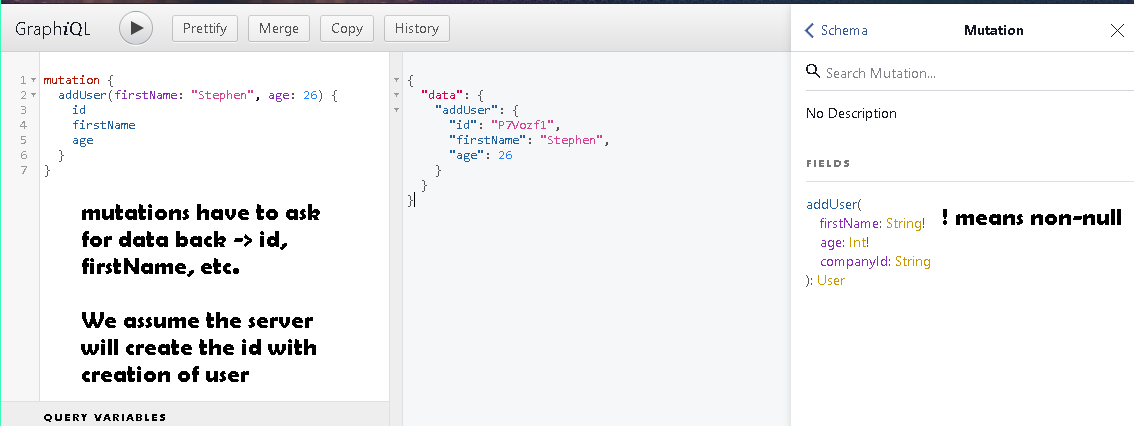 GraphiQL
Prettify
Merge
Copy
History
1 mutation {
2 addUser(firstName: "Stephen", age: 26) {
3 id
4 firstName
5 age
6 }
7 }
mutations have to ask
for data back -> id,
firstName, etc.
We assume the server
will create the id with
creation of user
QUERY VARIABLES
{
"data": {
"addUser": {
"id": "P7Vozf1",
"firstName": "Stephen",
"age": 26
}
}
}
Schema
Mutation
Search Mutation...
No Description
FIELDS
addUser(
firstName: String!
age: Int!
companyId: String
): User
! means non-null